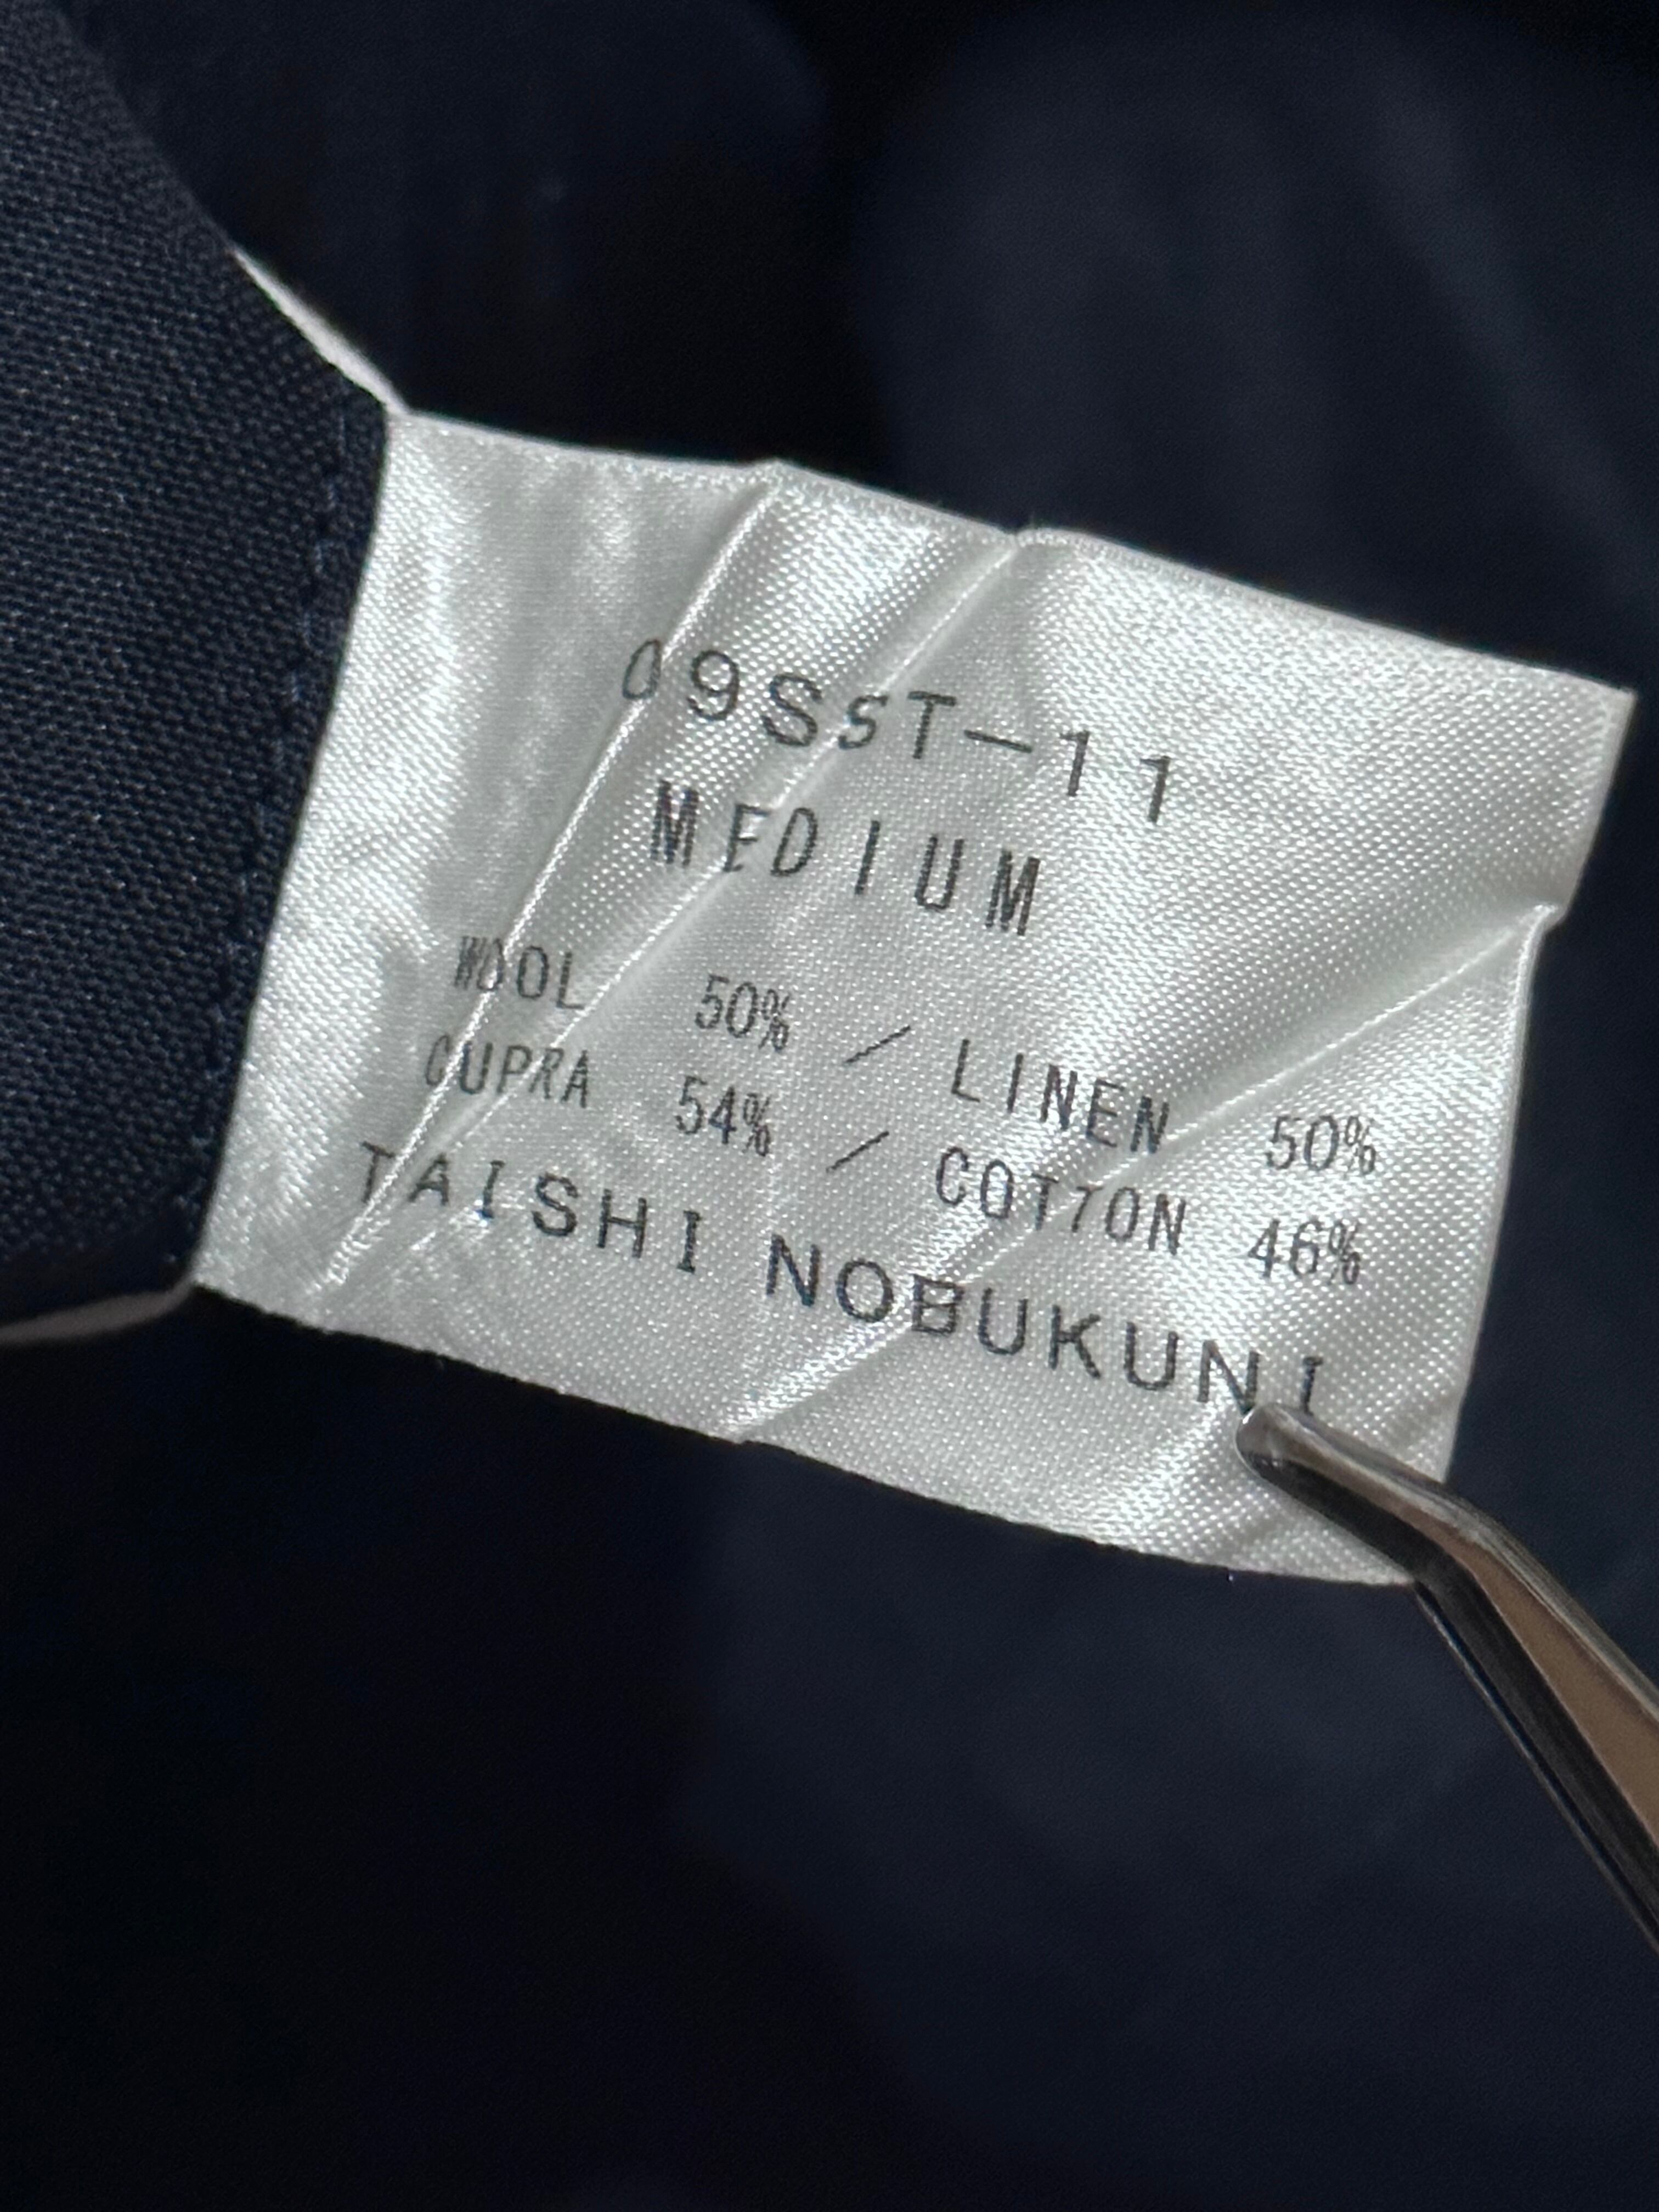 09SST-11
MEDIUM
WOOL 50% / LINEN 50%
CUPRA 54% / COTTON 46%
TAISHI NOBUKUNI